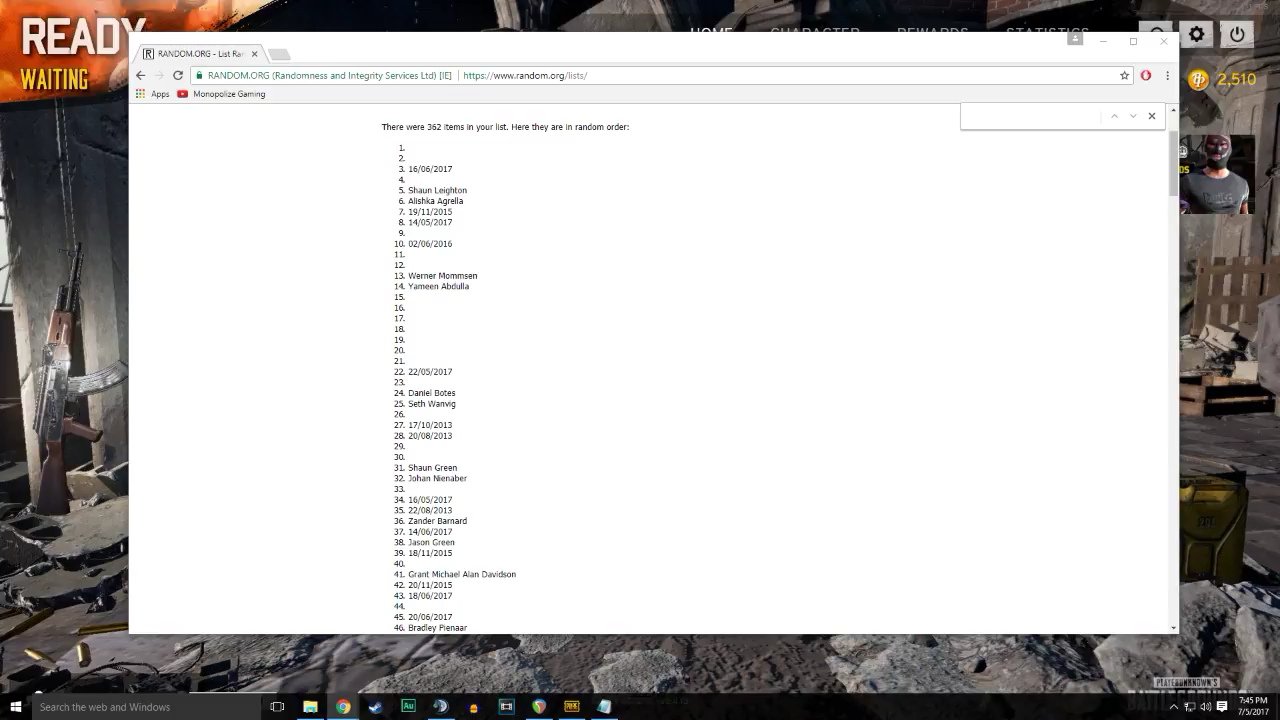 READY
WAITING
HOME
CHARACTER
REWARDS
STATISTICS
2,510
RANDOM.ORG - List Ra
RANDOM.ORG (Randomness and Integrity Services Ltd) [IE]
https://www.random.org/lists/
Apps
Monopolize Gaming
There were 362 items in your list. Here they are in random order:
1.
2.
3. 16/06/2017
4.
5. Shaun Leighton
6. Alishka Agrella
7. 19/11/2015
8. 14/05/2017
9.
10. 02/06/2016
11.
12.
13. Werner Mommsen
14. Yameen Abdulla
15.
16.
17.
18.
19.
20.
21.
22. 22/05/2017
23.
24. Daniel Botes
25. Seth Wanvig
26.
27. 17/10/2013
28. 20/08/2013
29.
30.
31. Shaun Green
32. Johan Nienaber
33.
34. 16/05/2017
35. 22/08/2013
36. Zander Barnard
37. 14/06/2017
38. Jason Green
39. 18/11/2015
40.
41. Grant Michael Alan Davidson
42. 20/11/2015
43. 18/06/2017
44.
45. 20/06/2017
46. Bradley Pienaar
PLAYERUNKNOWN'S
Search the web and Windows
Au
7:45 PM
7/5/2017